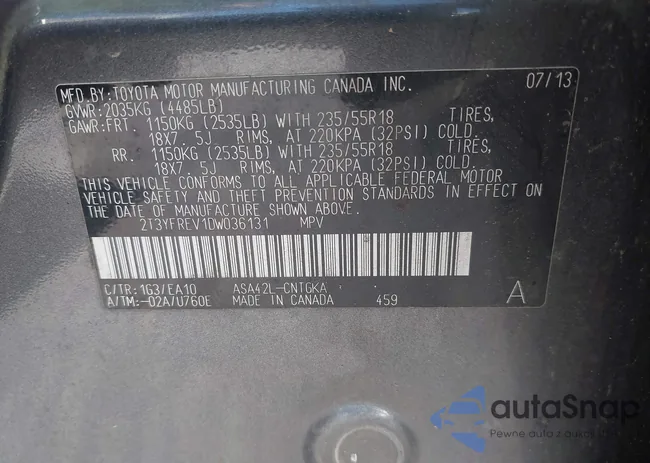 MFD.BY:TOYOTA MOTOR MANUFACTURING CANADA INC. 07/13
GVWR:2035KG (4485LB)
GAWR:FRT. 1150KG (2535LB) WITH 235/55R18 TIRES,
18X7.5J RIMS, AT 220KPA (32PSI) COLD.
RR. 1150KG (2535LB) WITH 235/55R18 TIRES,
18X7.5J RIMS, AT 220KPA (32PSI) COLD.
THIS VEHICLE CONFORMS TO ALL APPLICABLE FEDERAL MOTOR
VEHICLE SAFETY AND THEFT PREVENTION STANDARDS IN EFFECT ON
THE DATE OF MANUFACTURE SHOWN ABOVE.
2T3YFREV1DW036131 MPV
C/TR:1G3/EA10 ASA42L-CNTGKA
A/TM:-02A/U760E MADE IN CANADA 459 A
autaSnap
Pewne auta z aukcji